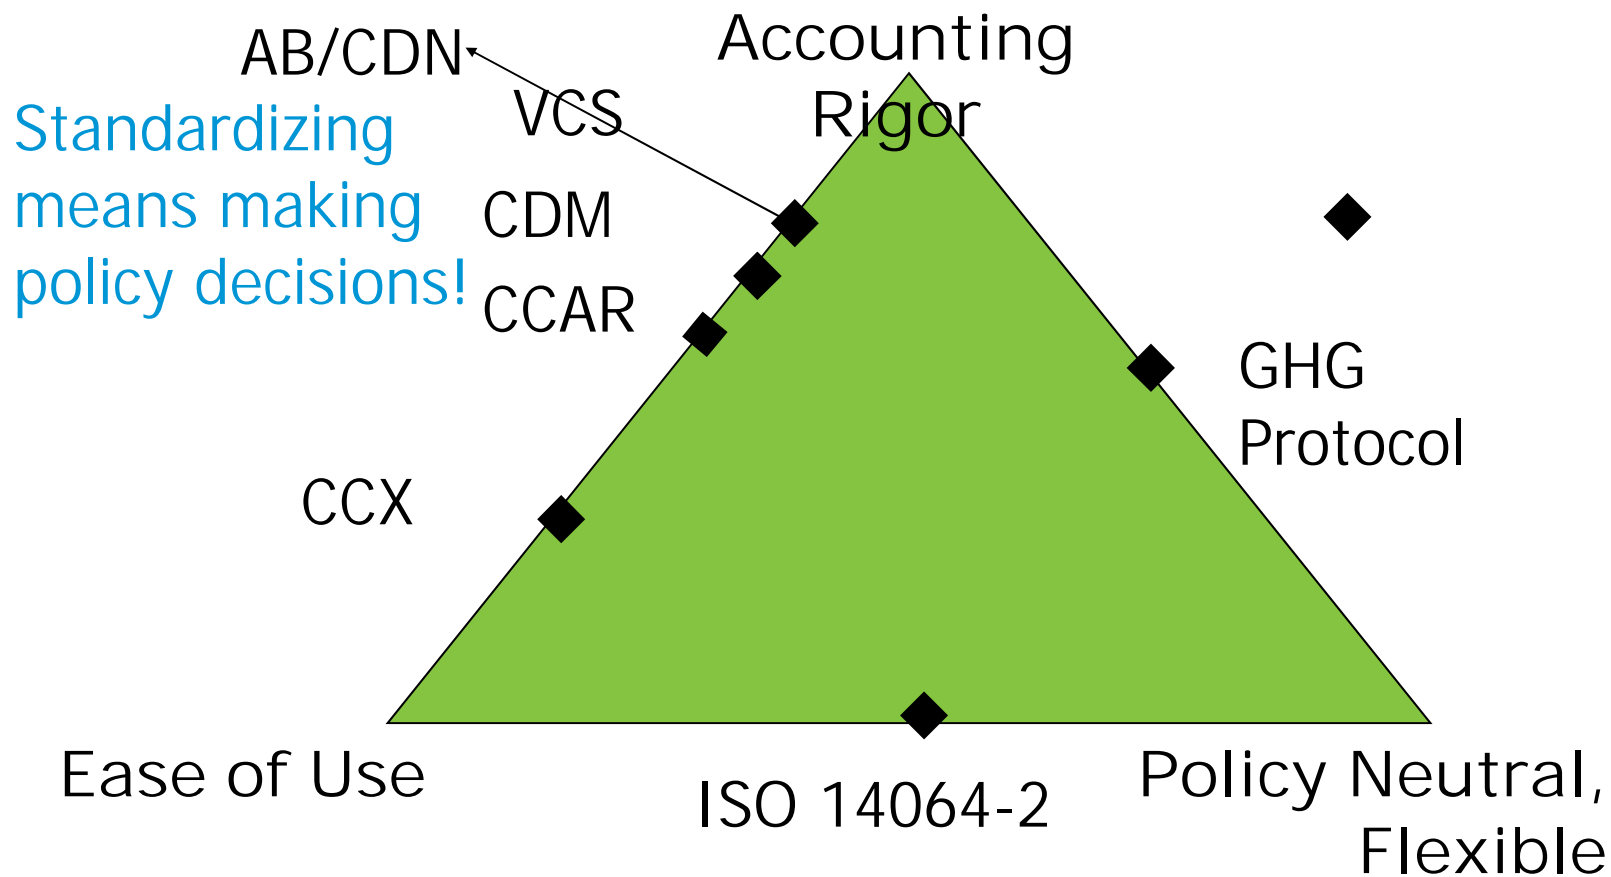 AB/CDN
Accounting
Rigor
VCS
Standardizing
means making
policy decisions!
CDM
CCAR
GHG
Protocol
CCX
Ease of Use
ISO 14064-2
Policy Neutral,
Flexible